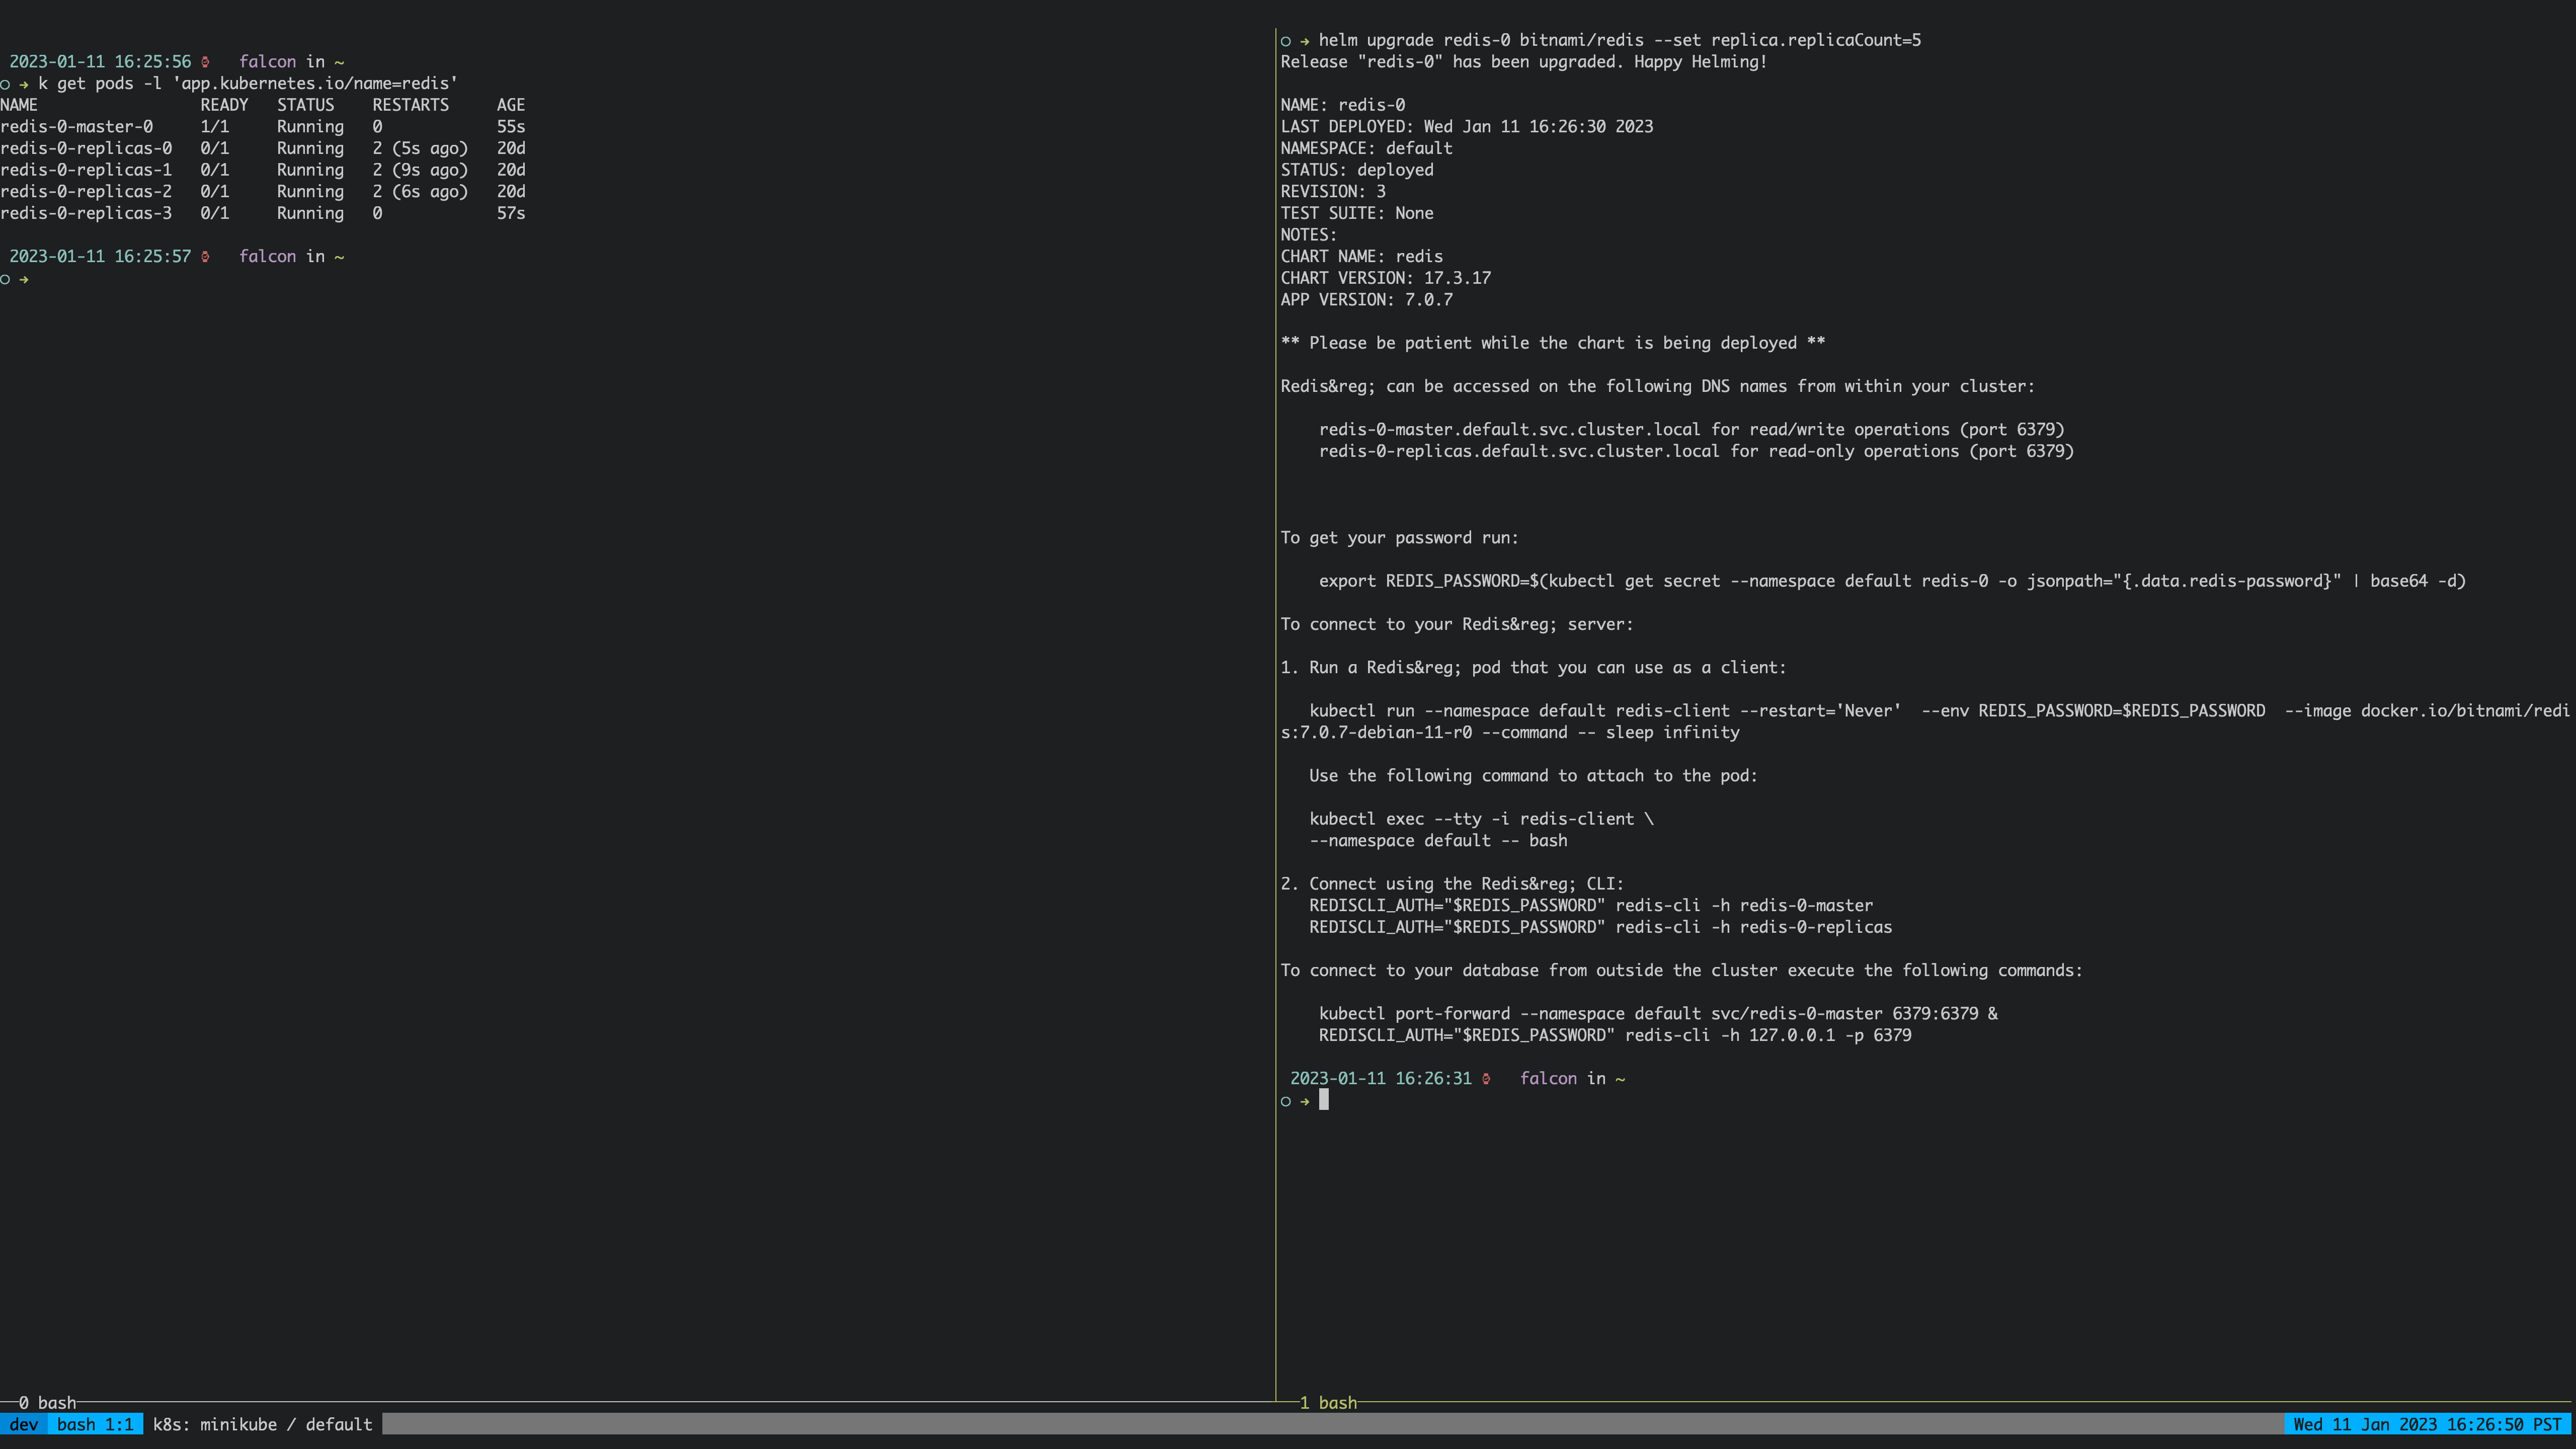 2023-01-11 16:25:56 falcon in ~
○ → k get pods -l 'app.kubernetes.io/name=redis'
NAME READY STATUS RESTARTS AGE
redis-0-master-0 1/1 Running 0 55s
redis-0-replicas-0 0/1 Running 2 (5s ago) 20d
redis-0-replicas-1 0/1 Running 2 (9s ago) 20d
redis-0-replicas-2 0/1 Running 2 (6s ago) 20d
redis-0-replicas-3 0/1 Running 0 57s
2023-01-11 16:25:57 falcon in ~
○ →
○ → helm upgrade redis-0 bitnami/redis --set replica.replicaCount=5
Release "redis-0" has been upgraded. Happy Helming!
NAME: redis-0
LAST DEPLOYED: Wed Jan 11 16:26:30 2023
NAMESPACE: default
STATUS: deployed
REVISION: 3
TEST SUITE: None
NOTES:
CHART NAME: redis
CHART VERSION: 17.3.17
APP VERSION: 7.0.7
** Please be patient while the chart is being deployed **
Redis&reg; can be accessed on the following DNS names from within your cluster:
redis-0-master.default.svc.cluster.local for read/write operations (port 6379)
redis-0-replicas.default.svc.cluster.local for read-only operations (port 6379)
To get your password run:
export REDIS_PASSWORD=$(kubectl get secret --namespace default redis-0 -o jsonpath="{.data.redis-password}" | base64 -d)
To connect to your Redis&reg; server:
1. Run a Redis&reg; pod that you can use as a client:
kubectl run --namespace default redis-client --restart='Never' --env REDIS_PASSWORD=$REDIS_PASSWORD --image docker.io/bitnami/redi
s:7.0.7-debian-11-r0 --command -- sleep infinity
Use the following command to attach to the pod:
kubectl exec --tty -i redis-client \
--namespace default -- bash
2. Connect using the Redis&reg; CLI:
REDISCLI_AUTH="$REDIS_PASSWORD" redis-cli -h redis-0-master
REDISCLI_AUTH="$REDIS_PASSWORD" redis-cli -h redis-0-replicas
To connect to your database from outside the cluster execute the following commands:
kubectl port-forward --namespace default svc/redis-0-master 6379:6379 &
REDISCLI_AUTH="$REDIS_PASSWORD" redis-cli -h 127.0.0.1 -p 6379
2023-01-11 16:26:31 falcon in ~
○ →
0 bash
1 bash
dev bash 1:1 k8s: minikube / default
Wed 11 Jan 2023 16:26:50 PST